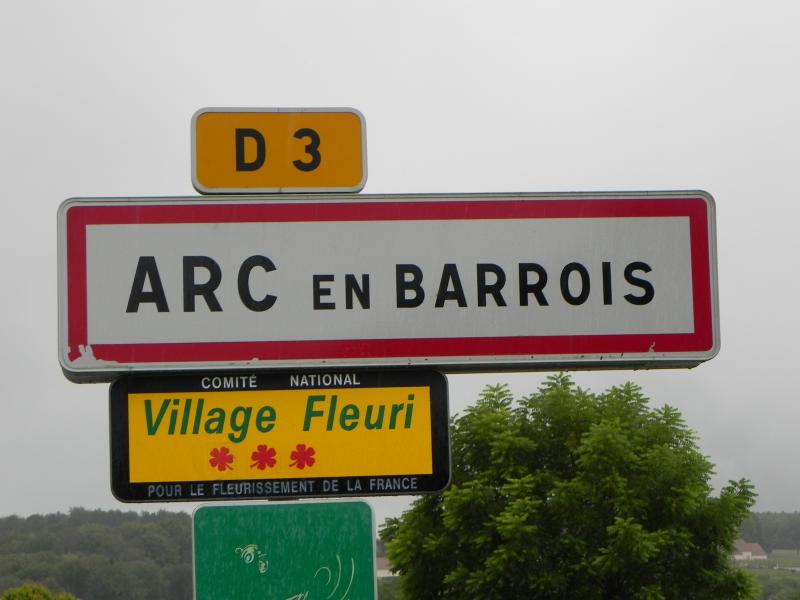 D 3
ARC EN BARROIS
COMITÉ NATIONAL
Village Fleuri
POUR LE FLEURISSEMENT DE LA FRANCE